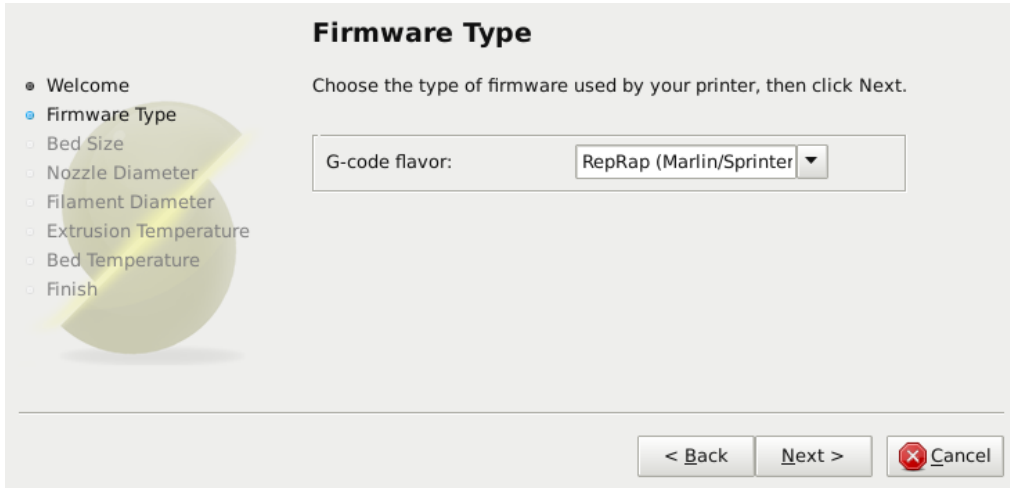 Firmware Type
Welcome
Firmware Type
Bed Size
Nozzle Diameter
Filament Diameter
Extrusion Temperature
Bed Temperature
Finish
Choose the type of firmware used by your printer, then click Next.
G-code flavor:
RepRap (Marlin/Sprinter
< Back
Next >
Cancel